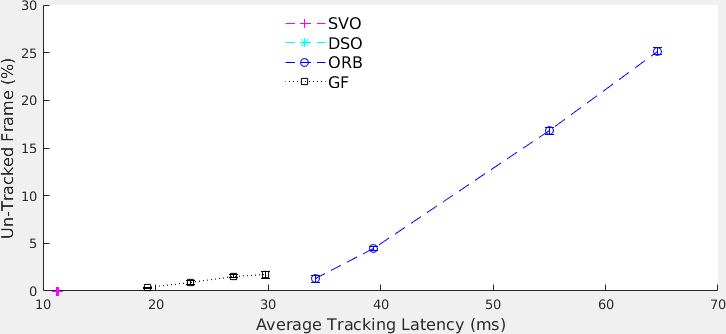 30
25
20
15
10
5
0
Un-Tracked Frame (%)
SVO
DSO
ORB
GF
10 20 30 40 50 60 70
Average Tracking Latency (ms)